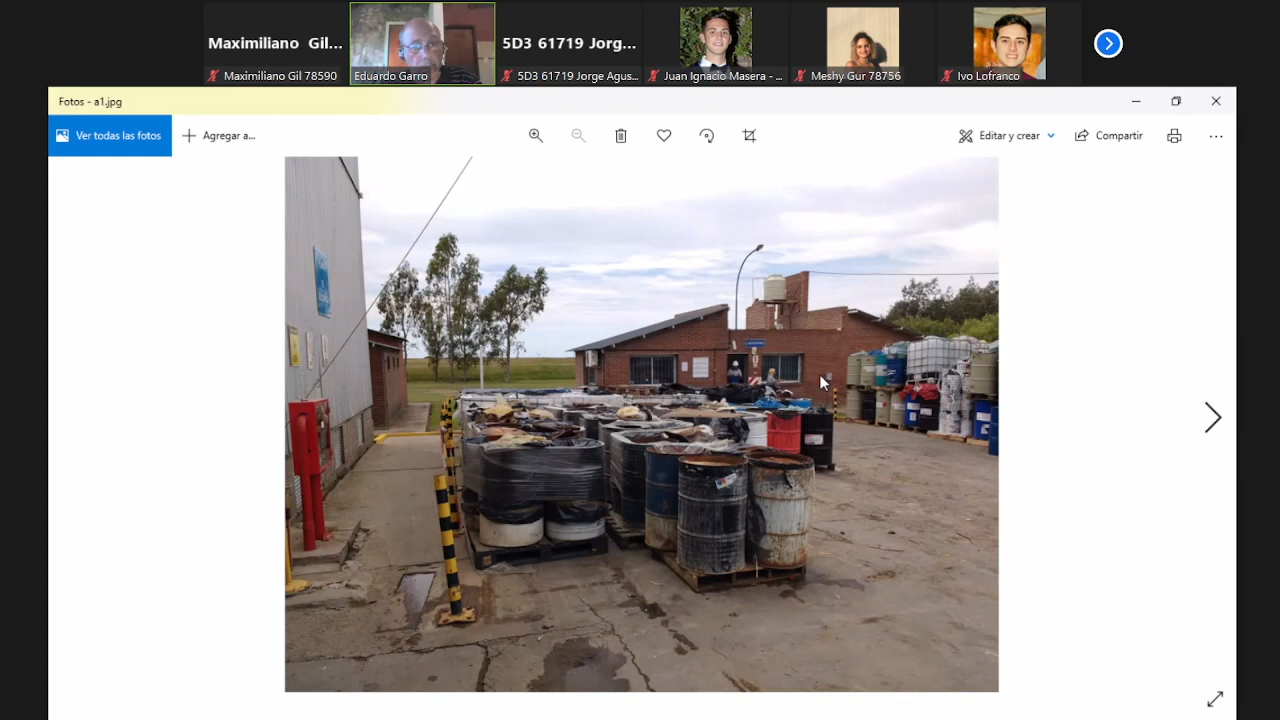 Maximiliano Gil...
5D3 61719 Jorg...
Maximiliano Gil 78590
Eduardo Garro
5D3 61719 Jorge Agus...
Juan Ignacio Masera - ...
Meshy Gur 78756
Ivo Lofranco
Fotos - a1.jpg
Ver todas las fotos
Agregar a...
Editar y crear
Compartir